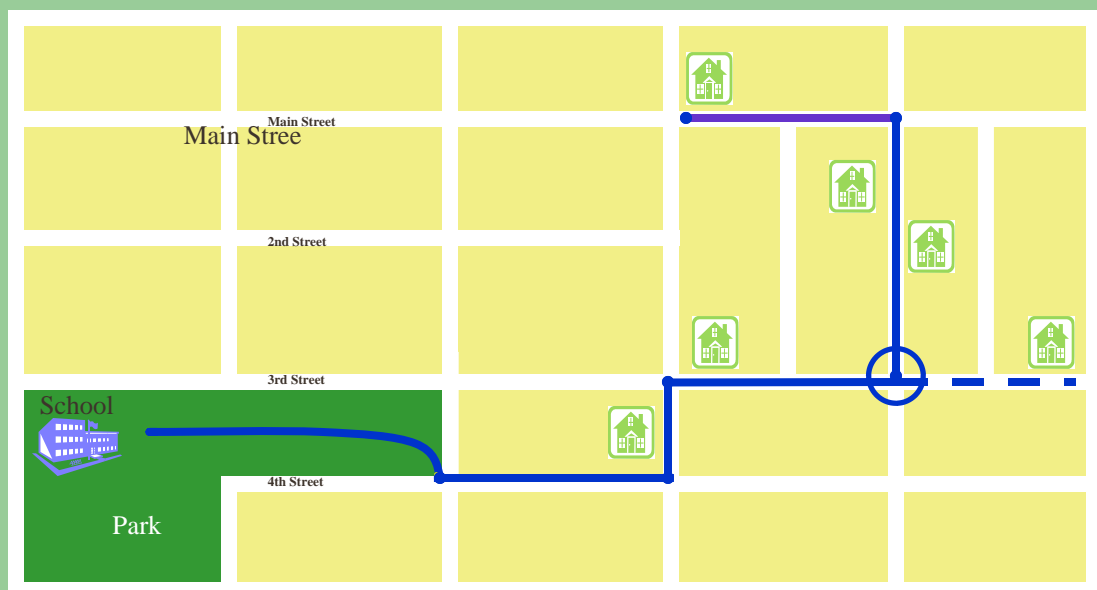 Main Street
Main Stree
2nd Street
3rd Street
School
4th Street
Park